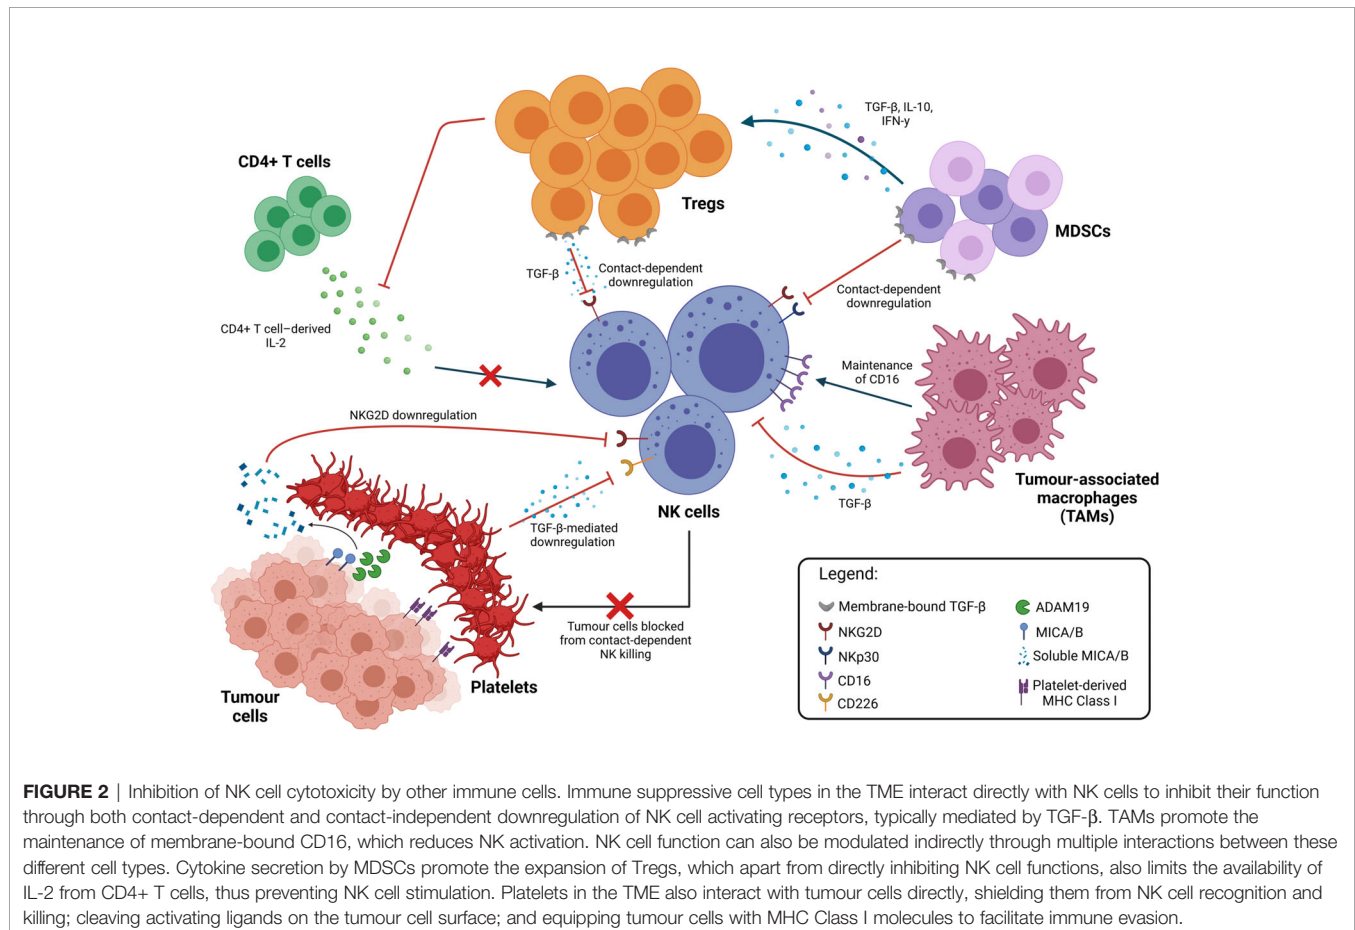 TGF-β, IL-10,
IFN-y
CD4+ T cells
Tregs
MDSCs
TGF-β
Contact-dependent
downregulation
Contact-dependent
downregulation
CD4+ T cell–derived
IL-2
Maintenance
of CD16
NKG2D downregulation
Tumour-associated
macrophages
(TAMs)
TGF-β
NK cells
TGF-β-mediated
downregulation
Tumour cells blocked
from contact-dependent
NK killing
Platelets
Tumour
cells
Legend:
Membrane-bound TGF-β
NKG2D
NKp30
CD16
CD226
ADAM19
MICA/B
Soluble MICA/B
Platelet-derived
MHC Class I
FIGURE 2 | Inhibition of NK cell cytotoxicity by other immune cells. Immune suppressive cell types in the TME interact directly with NK cells to inhibit their function
through both contact-dependent and contact-independent downregulation of NK cell activating receptors, typically mediated by TGF-β. TAMs promote the
maintenance of membrane-bound CD16, which reduces NK activation. NK cell function can also be modulated indirectly through multiple interactions between these
different cell types. Cytokine secretion by MDSCs promote the expansion of Tregs, which apart from directly inhibiting NK cell functions, also limits the availability of
IL-2 from CD4+ T cells, thus preventing NK cell stimulation. Platelets in the TME also interact with tumour cells directly, shielding them from NK cell recognition and
killing; cleaving activating ligands on the tumour cell surface; and equipping tumour cells with MHC Class I molecules to facilitate immune evasion.